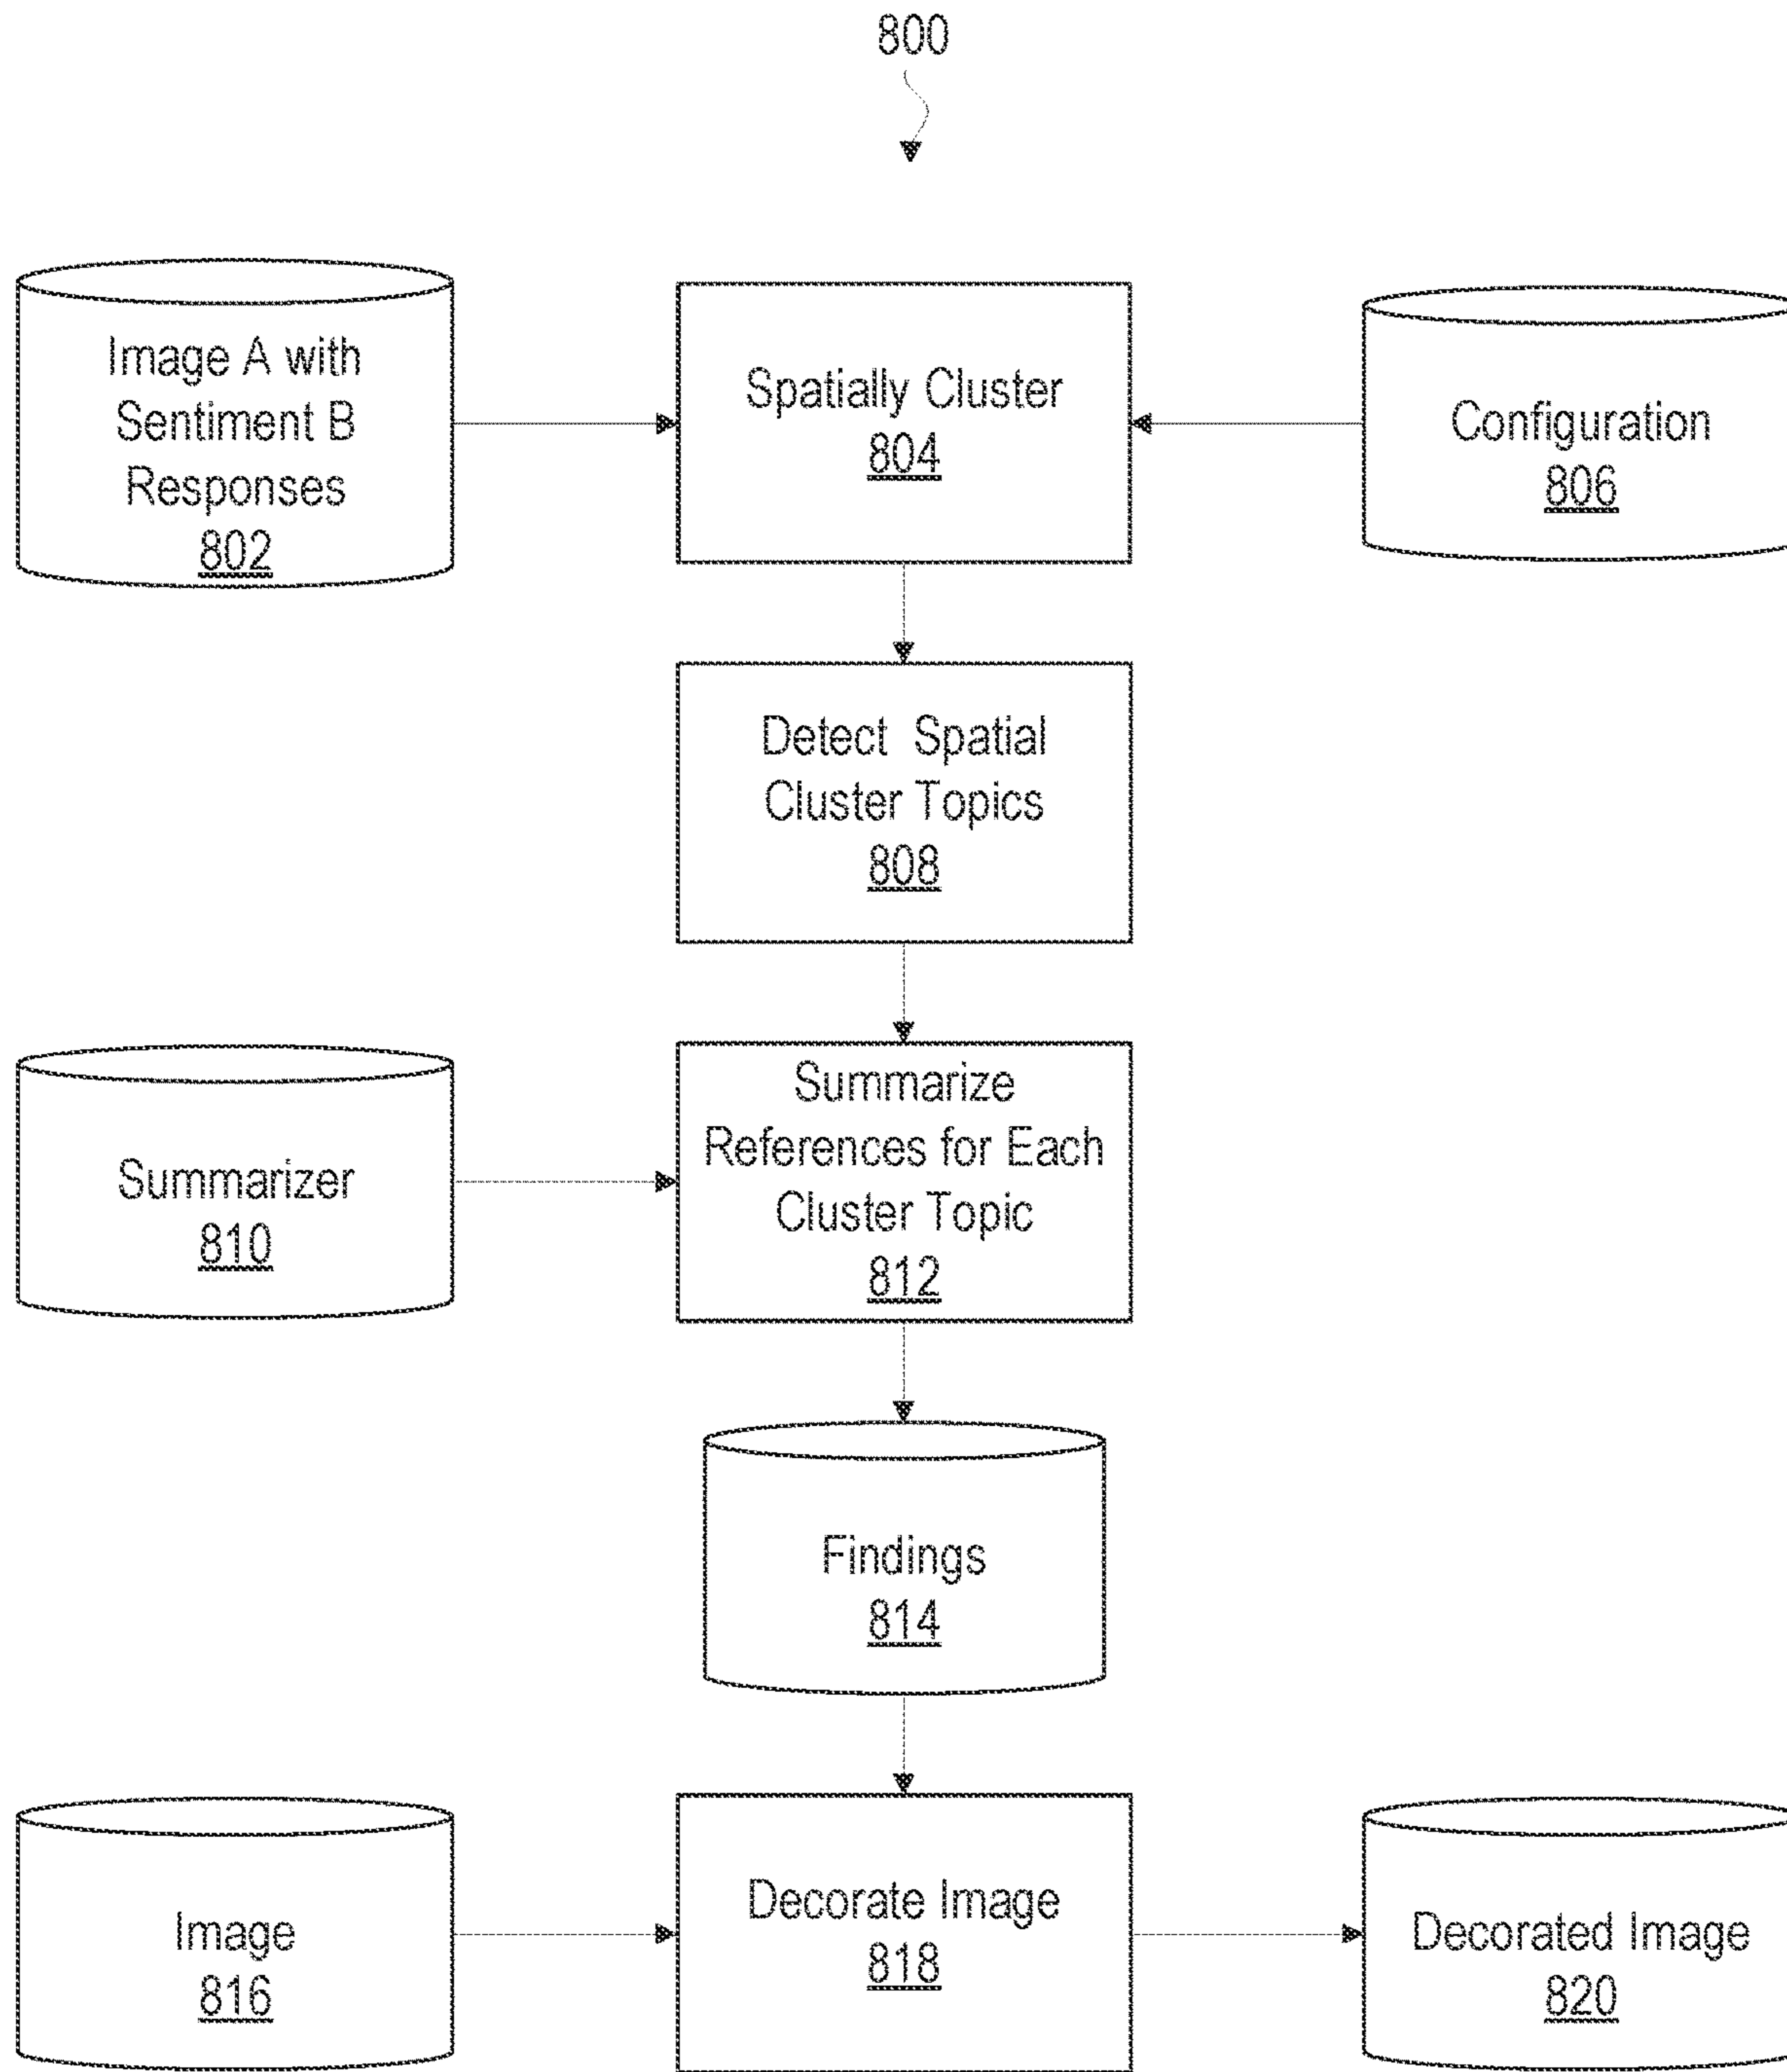 800
Image A with
Sentiment B
Responses
802
Spatially Cluster
804
Configuration
806
Detect Spatial
Cluster Topics
808
Summarizer
810
Summarize
References for Each
Cluster Topic
812
Findings
814
Image
816
Decorate Image
818
Decorated Image
820